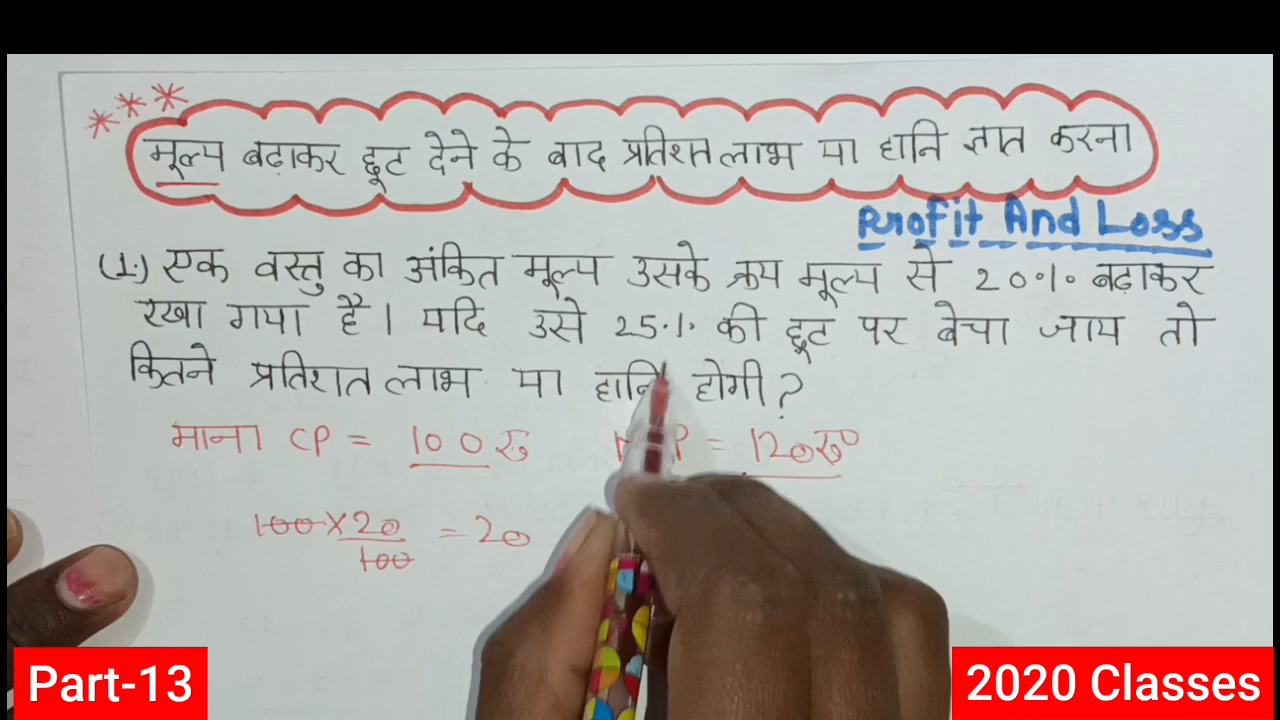 मूल्य बढ़ाकर छूट देने के बाद प्रतिशत लाभ या हानि ज्ञात करना
Profit And Loss
(1.) एक वस्तु का अंकित मूल्य उसके क्रय मूल्य से 20% बढ़ाकर
रखा गया है। यदि उसे 25% की छूट पर बेचा जाय तो
कितने प्रतिशत लाभ या हानि होगी?
माना CP = 100रु P = 120रु०
100×20
100
= 20
Part-13
2020 Classes